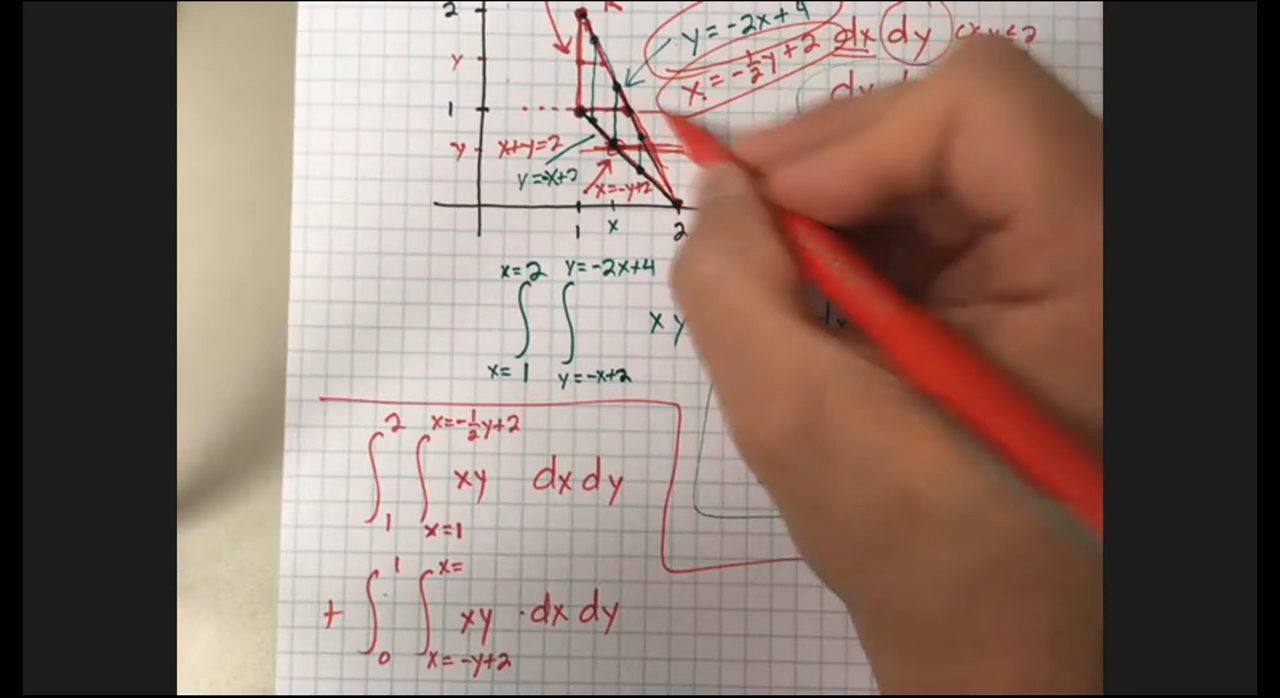 2
y = -2x+4
x = -1/2y+2 dx dy
y
1
x+y=2
y
x=-y+2
1 x 2
x=2 y=-2x+4
∫ ∫ xy
x=1 y=-x+2
2 x=-1/2y+2
∫ ∫ xy dx dy
1 x=1
1 x=
+ ∫ ∫ xy · dx dy
0 x=-y+2